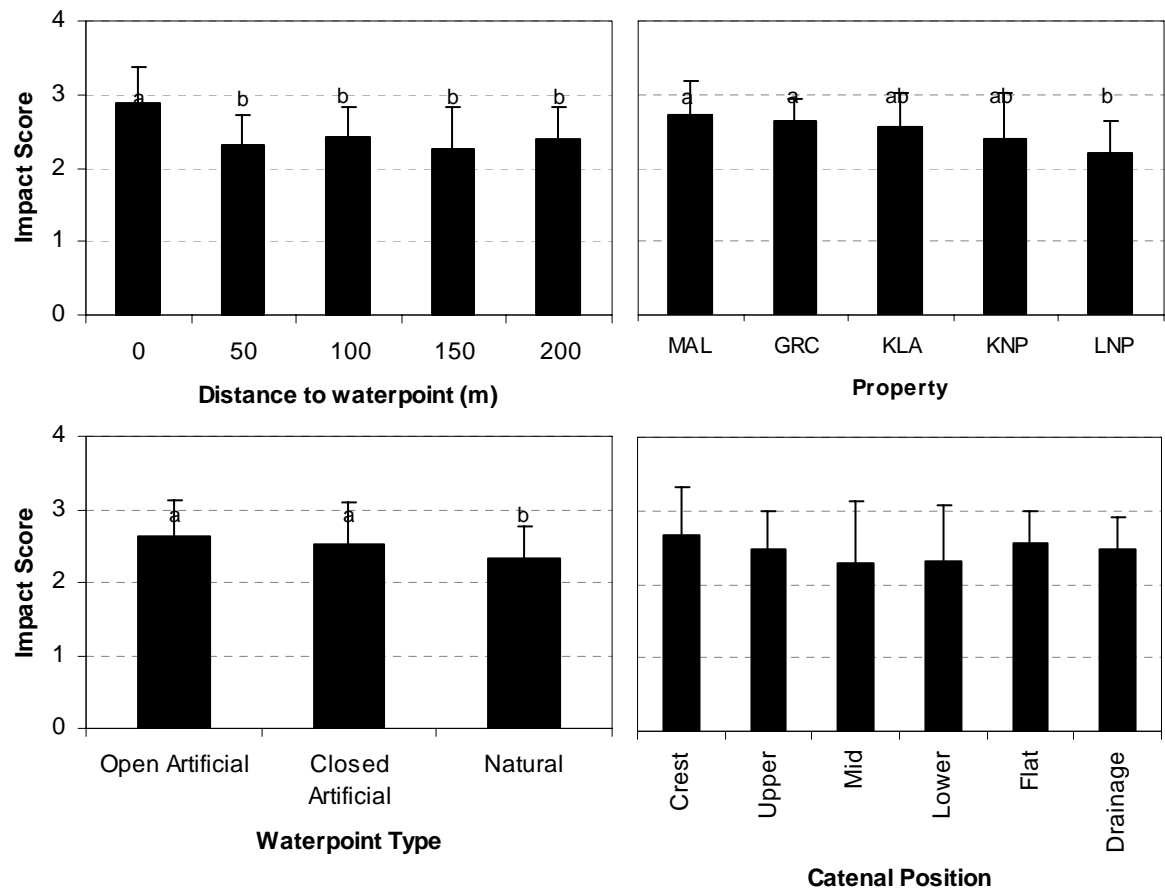 4
3
2
1
0
Impact Score
a b b b b
0 50 100 150 200
Distance to waterpoint (m)
a a ab ab b
MAL GRC KLA KNP LNP
Property
4
3
2
1
0
Impact Score
a a b
Open Artificial Closed Natural
Artificial
Waterpoint Type
Crest Upper Mid Lower Flat Drainage
Catenal Position